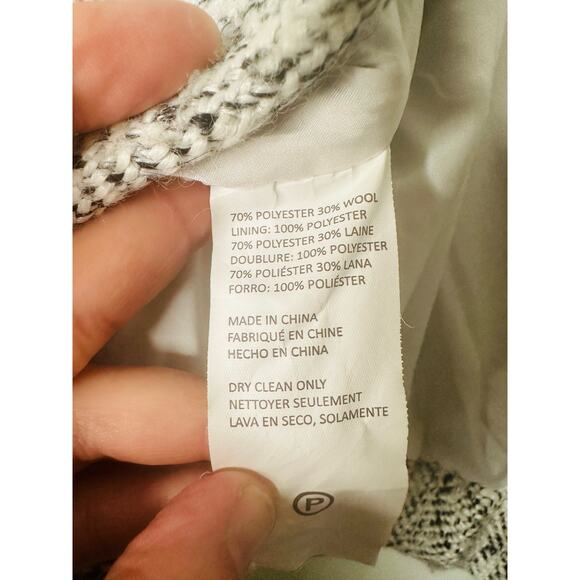 70% POLYESTER 30% WOOL
LINING: 100% POLYESTER
70% POLYESTER 30% LAINE
DOUBLURE: 100% POLYESTER
70% POLIÉSTER 30% LANA
FORRO: 100% POLIÉSTER
MADE IN CHINA
FABRIQUÉ EN CHINE
HECHO EN CHINA
DRY CLEAN ONLY
NETTOYER SEULEMENT
LAVA EN SECO, SOLAMENTE
P